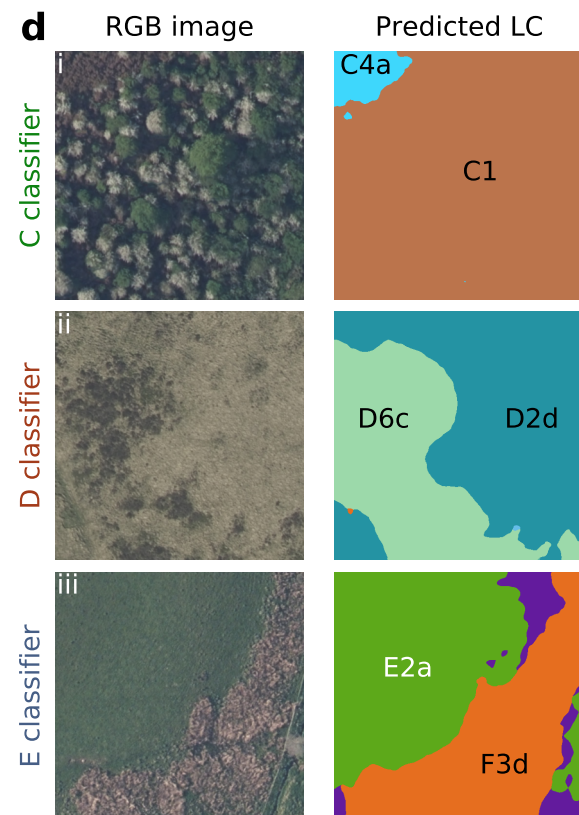 d
RGB image
Predicted LC
C classifier
i
C4a
C1
D classifier
ii
D6c
D2d
E classifier
iii
E2a
F3d